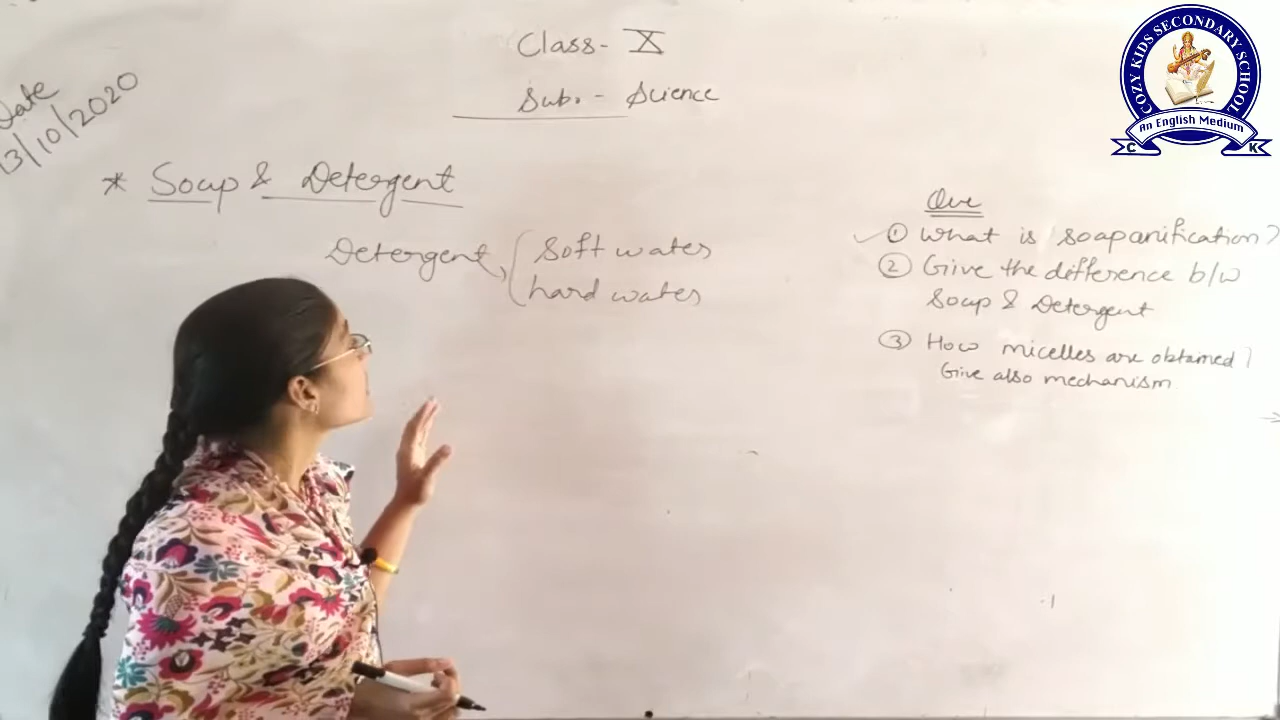 Class- X
Sub. - Science
Date
13/10/2020
* Soap & Detergent
Detergent, soft water
hard water
Que
① What is soapanification?
② Give the difference b/w
Soap & Detergent
③ How micelles are obtained?
Give also mechanism
COZY KIDS SECONDARY SCHOOL
An English Medium
C K